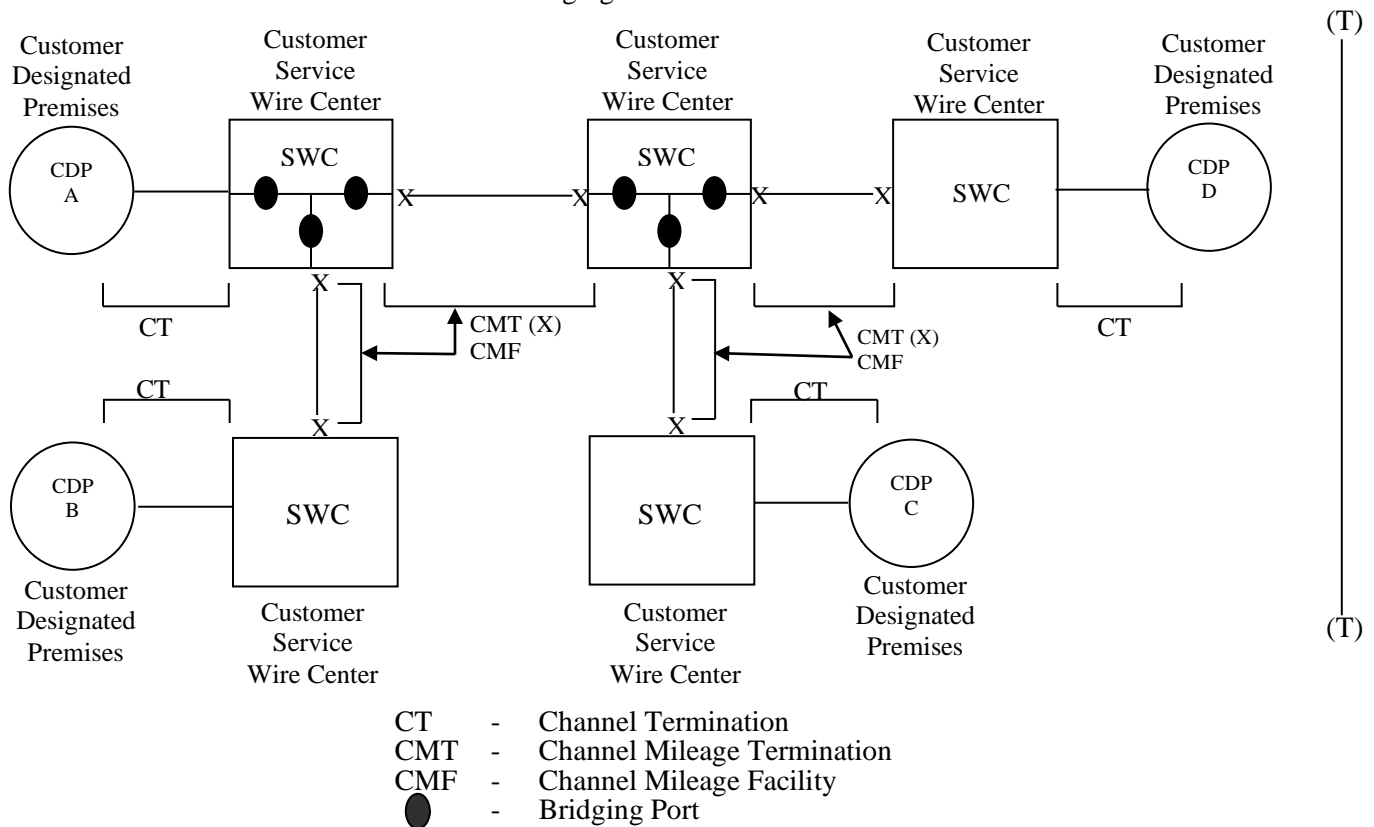 (T)
Customer
Designated
Premises
Customer
Service
Wire Center
Customer
Service
Wire Center
Customer
Service
Wire Center
Customer
Designated
Premises
CDP
A
SWC
X
X
SWC
X
X
SWC
CDP
D
X
X
CT
CMT (X)
CMF
CMT (X)
CMF
CT
CT
CT
X
X
CDP
B
SWC
SWC
CDP
C
Customer
Designated
Premises
Customer
Service
Wire Center
Customer
Service
Wire Center
Customer
Designated
Premises
(T)
CT - Channel Termination
CMT - Channel Mileage Termination
CMF - Channel Mileage Facility
- Bridging Port